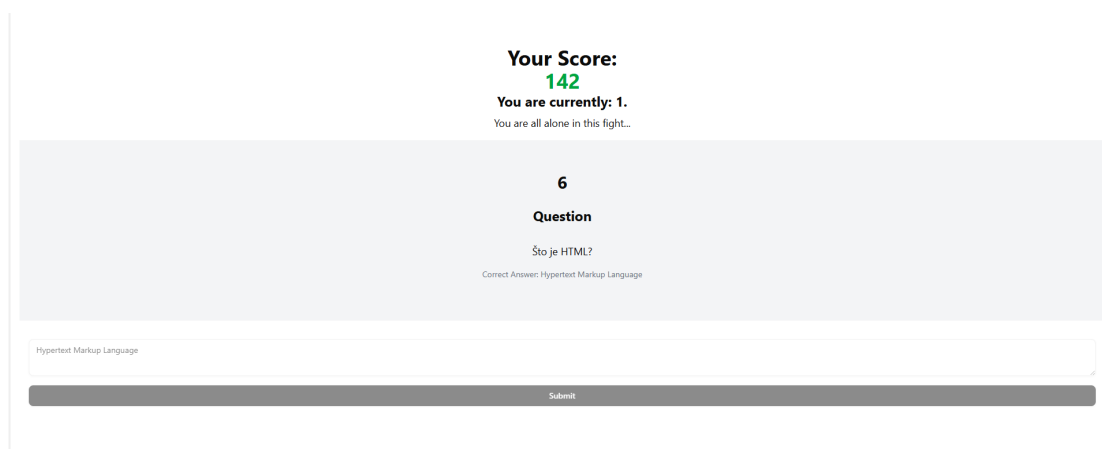 Your Score:
142
You are currently: 1.
You are all alone in this fight...
6
Question
Što je HTML?
Correct Answer: Hypertext Markup Language
Hypertext Markup Language
Submit